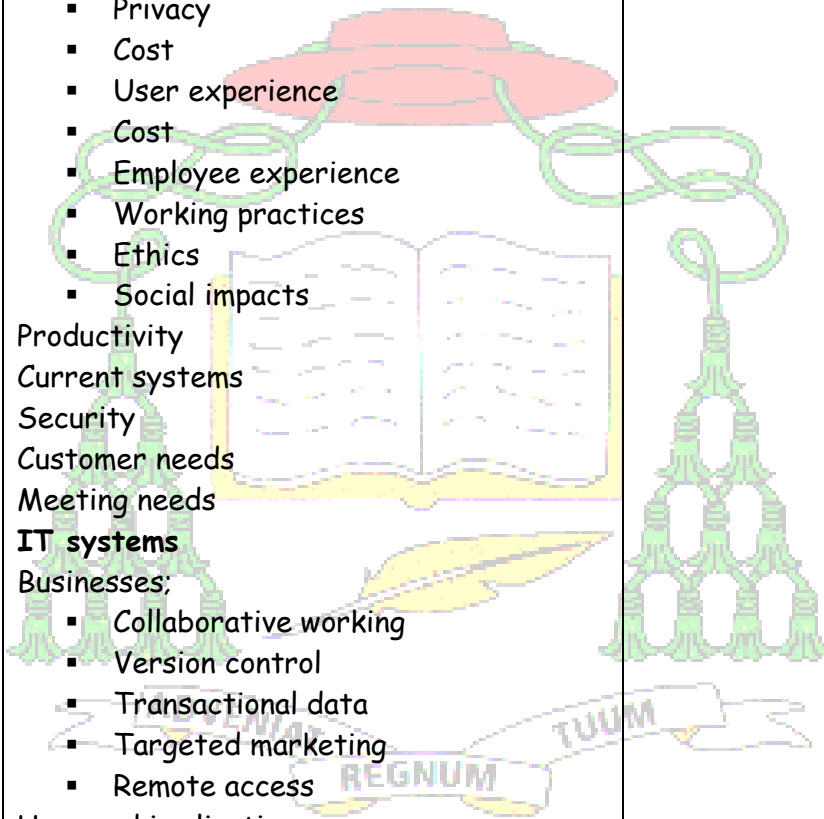 ▪ Privacy
▪ Cost
▪ User experience
▪ Cost
▪ Employee experience
▪ Working practices
▪ Ethics
▪ Social impacts
Productivity
Current systems
Security
Customer needs
Meeting needs
IT systems
Businesses;
▪ Collaborative working
▪ Version control
▪ Transactional data
▪ Targeted marketing
▪ Remote access
ADVENIAT REGNUM TUUM